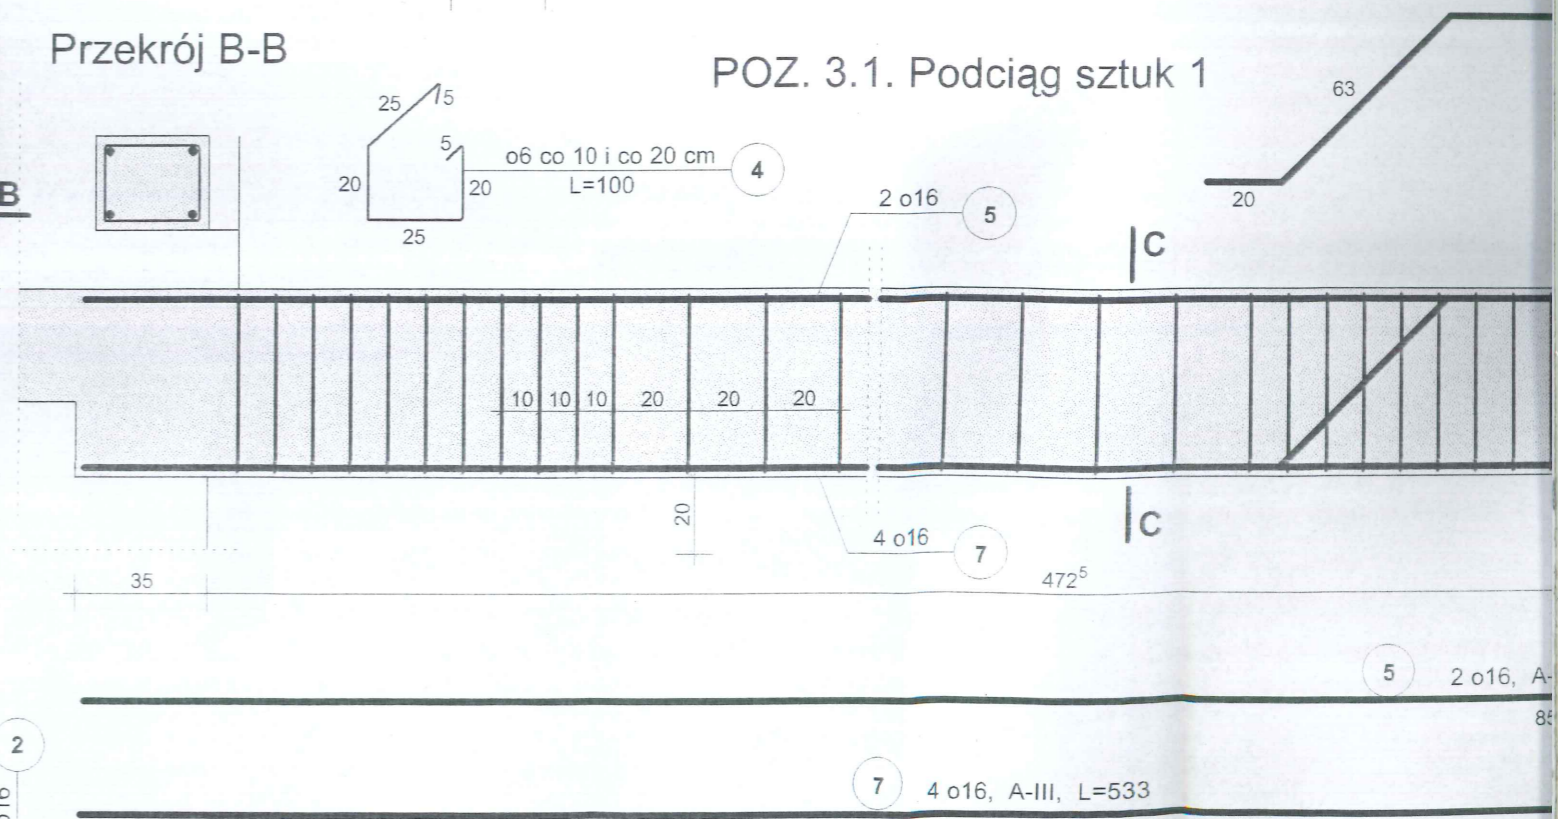 Przekrój B-B
POZ. 3.1. Podciąg sztuk 1
25
5
5
o6 co 10 i co 20 cm
4
L=100
20
20
25
B
2 o16
5
63
20
C
10 10 10 20 20 20
20
4 o16
7
C
35
472⁵
5
2 o16, A-
2
7
4 o16, A-III, L=533